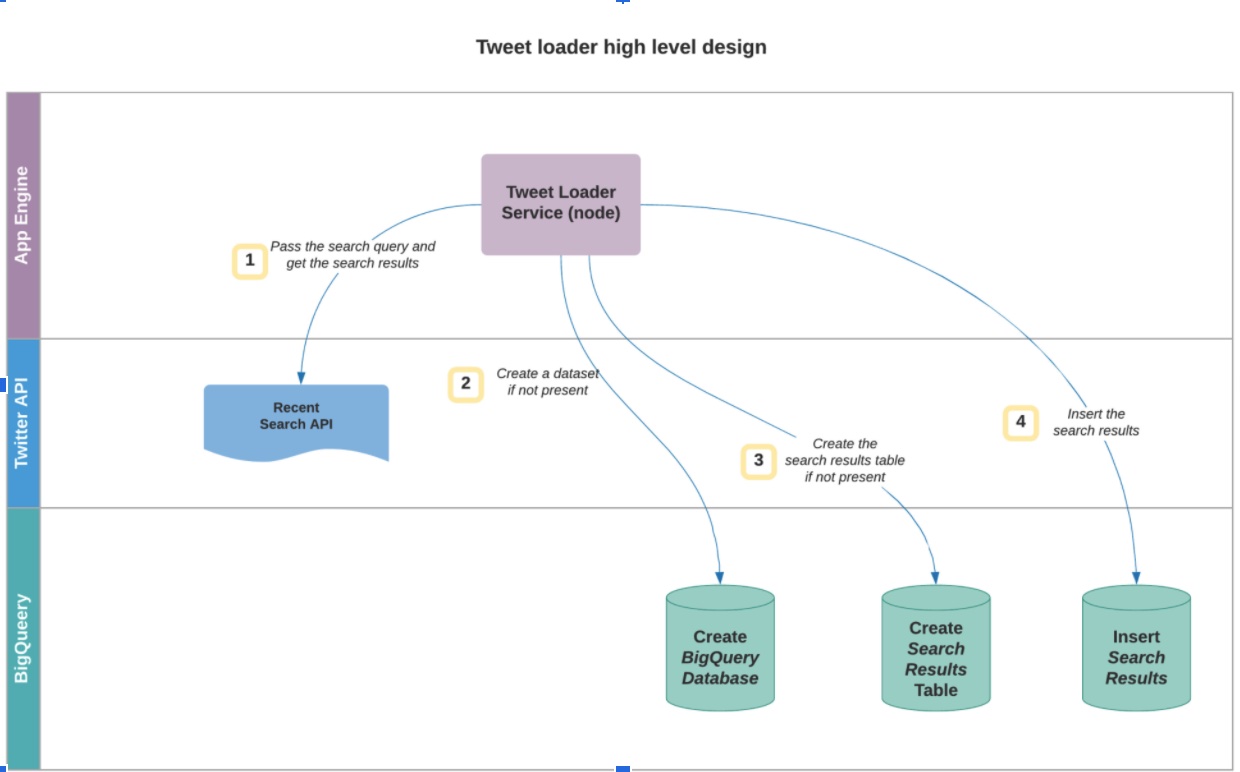 Tweet loader high level design
App Engine
Tweet Loader
Service (node)
1
Pass the search query and
get the search results
Twitter API
Recent
Search API
2
Create a dataset
if not present
3
Create the
search results table
if not present
4
Insert the
search results
BigQueery
Create
BigQuery
Database
Create
Search
Results
Table
Insert
Search
Results